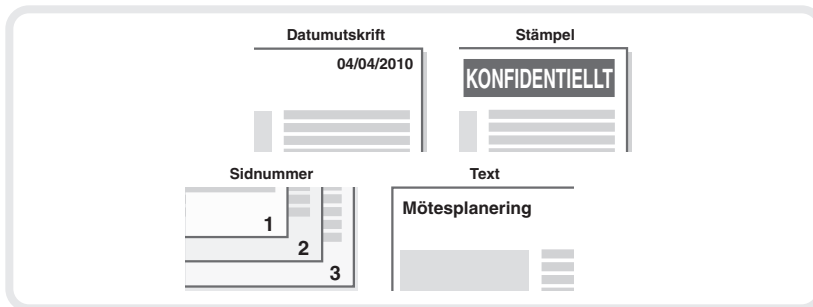 Datumutskrift
04/04/2010
Stämpel
KONFIDENTIELLT
Sidnummer
1
2
3
Text
Mötesplanering